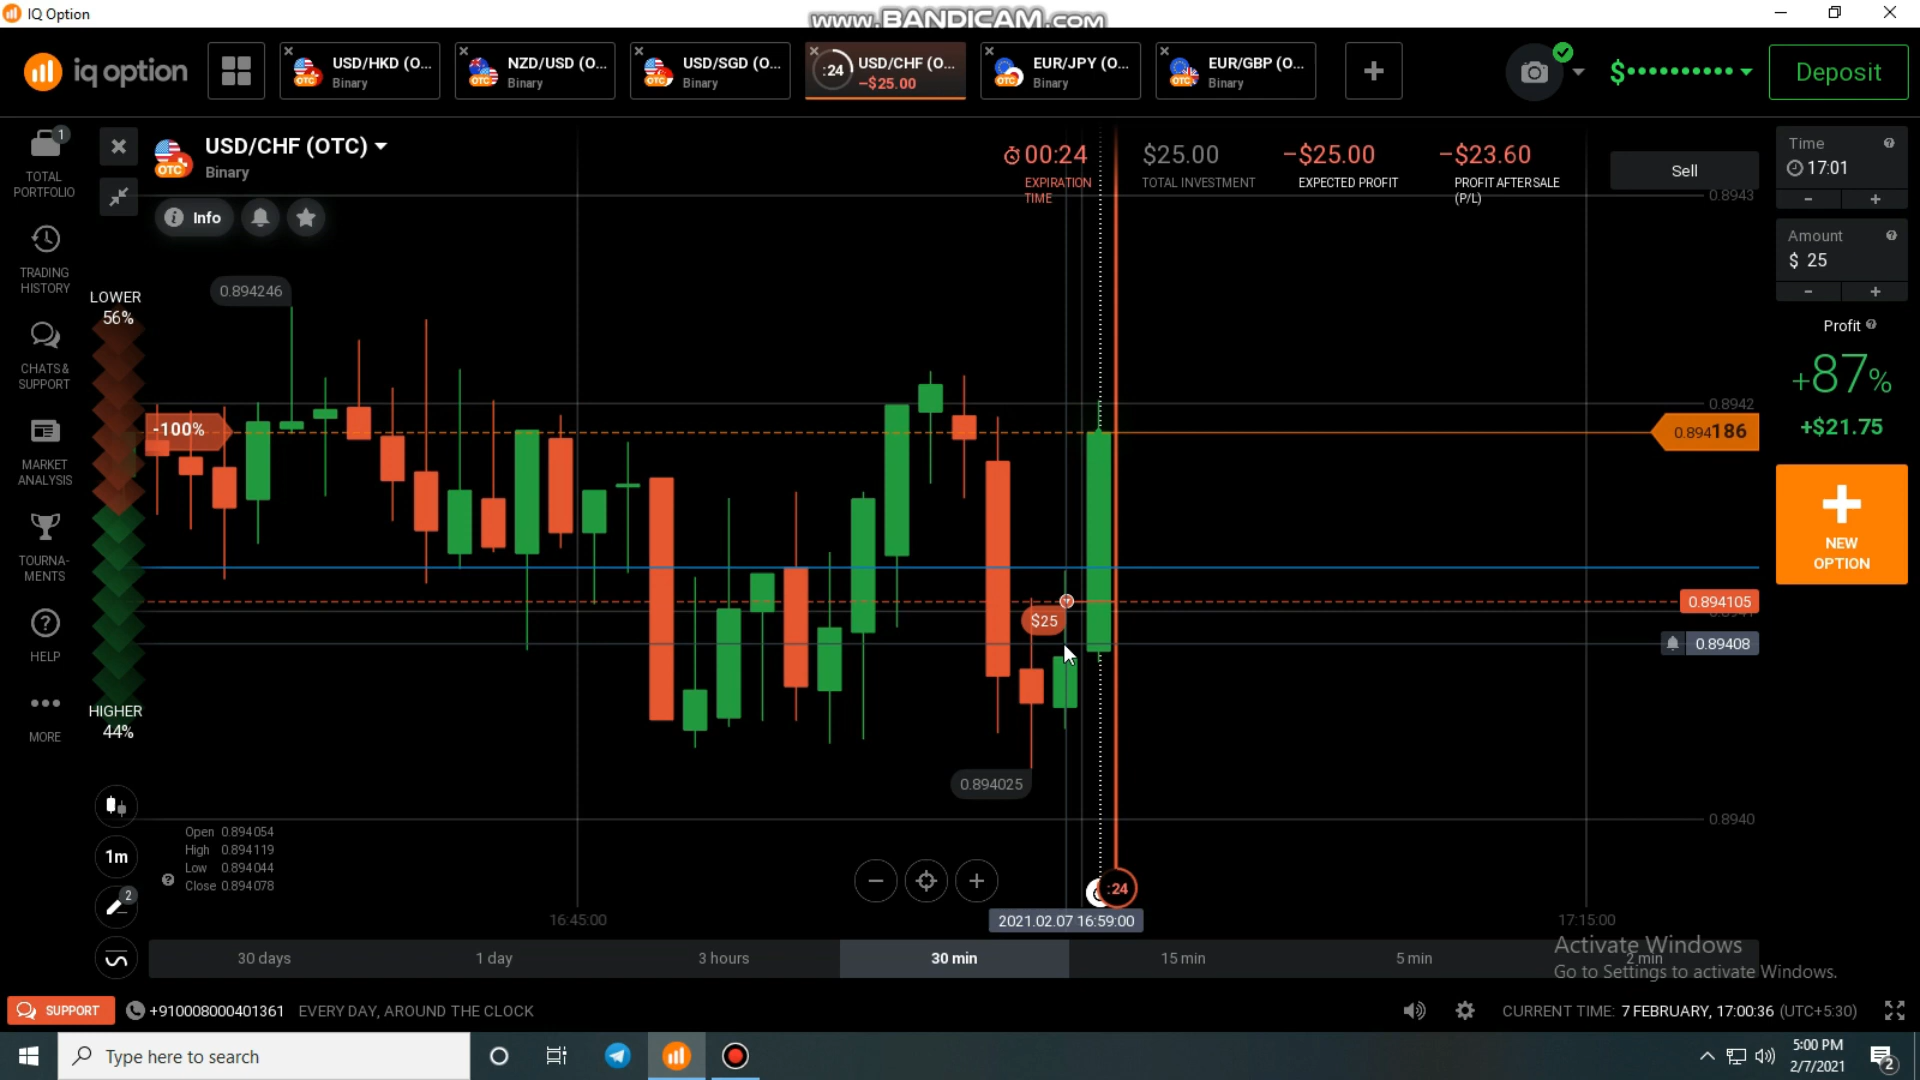 IQ Option
www.BANDICAM.com
iq option
USD/HKD (O...
Binary
NZD/USD (O...
Binary
USD/SGD (O...
Binary
:24
USD/CHF (O...
-$25.00
EUR/JPY (O...
Binary
EUR/GBP (O...
Binary
Deposit
1
TOTAL
PORTFOLIO
TRADING
HISTORY
CHATS &
SUPPORT
MARKET
ANALYSIS
TOURNA-
MENTS
HELP
MORE
USD/CHF (OTC)
Binary
OTC
Info
00:24
EXPIRATION
TIME
$25.00
TOTAL INVESTMENT
-$25.00
EXPECTED PROFIT
-$23.60
PROFIT AFTER SALE
(P/L)
Sell
LOWER
56%
HIGHER
44%
-100%
0.894246
0.894025
$25
0.8943
0.8942
0.894186
0.894105
0.89408
0.8940
Open 0.894054
High 0.894119
Low 0.894044
Close 0.894078
1m
2
:24
16:45:00
2021.02.07 16:59:00
17:15:00
30 days
1 day
3 hours
30 min
15 min
5 min
2 min
Time
17:01
- +
Amount
$ 25
- +
Profit
+87%
+$21.75
NEW
OPTION
Activate Windows
Go to Settings to activate Windows.
SUPPORT
+910008000401361
EVERY DAY, AROUND THE CLOCK
CURRENT TIME: 7 FEBRUARY, 17:00:36 (UTC+5:30)
Type here to search
5:00 PM
2/7/2021
2